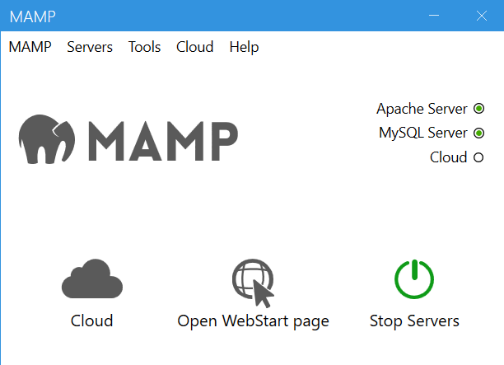 MAMP
MAMP Servers Tools Cloud Help
MAMP
Apache Server
MySQL Server
Cloud
Cloud Open WebStart page Stop Servers